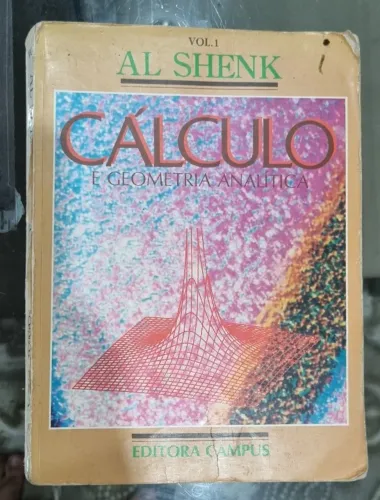 VOL.1
AL SHENK
CÁLCULO
E GEOMETRIA ANALÍTICA
EDITORA CAMPUS